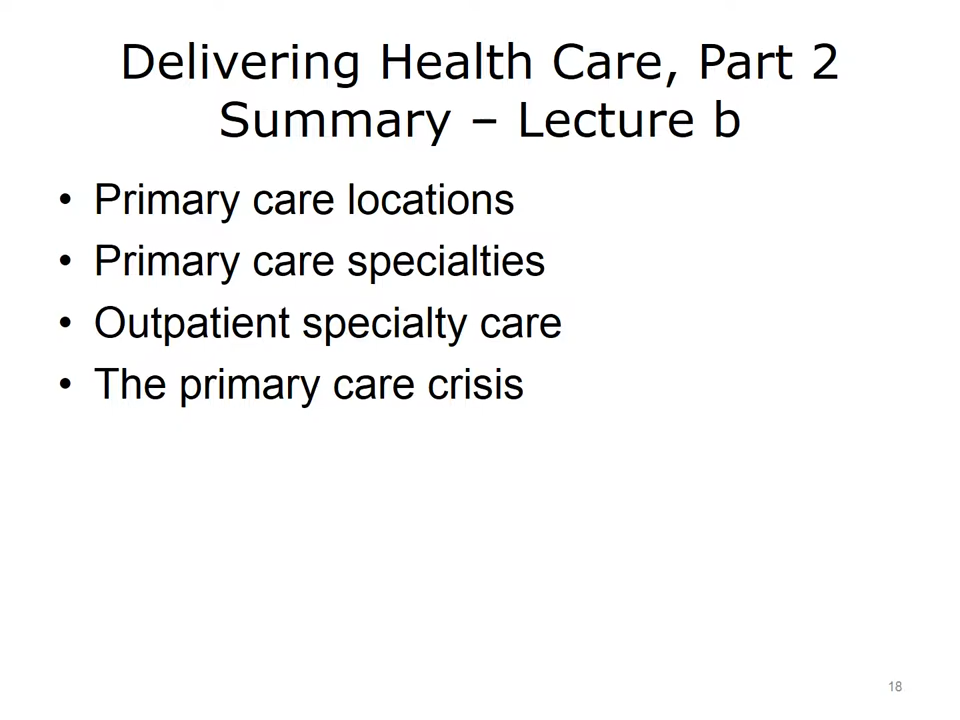 Delivering Health Care, Part 2
Summary – Lecture b
• Primary care locations
• Primary care specialties
• Outpatient specialty care
• The primary care crisis
18